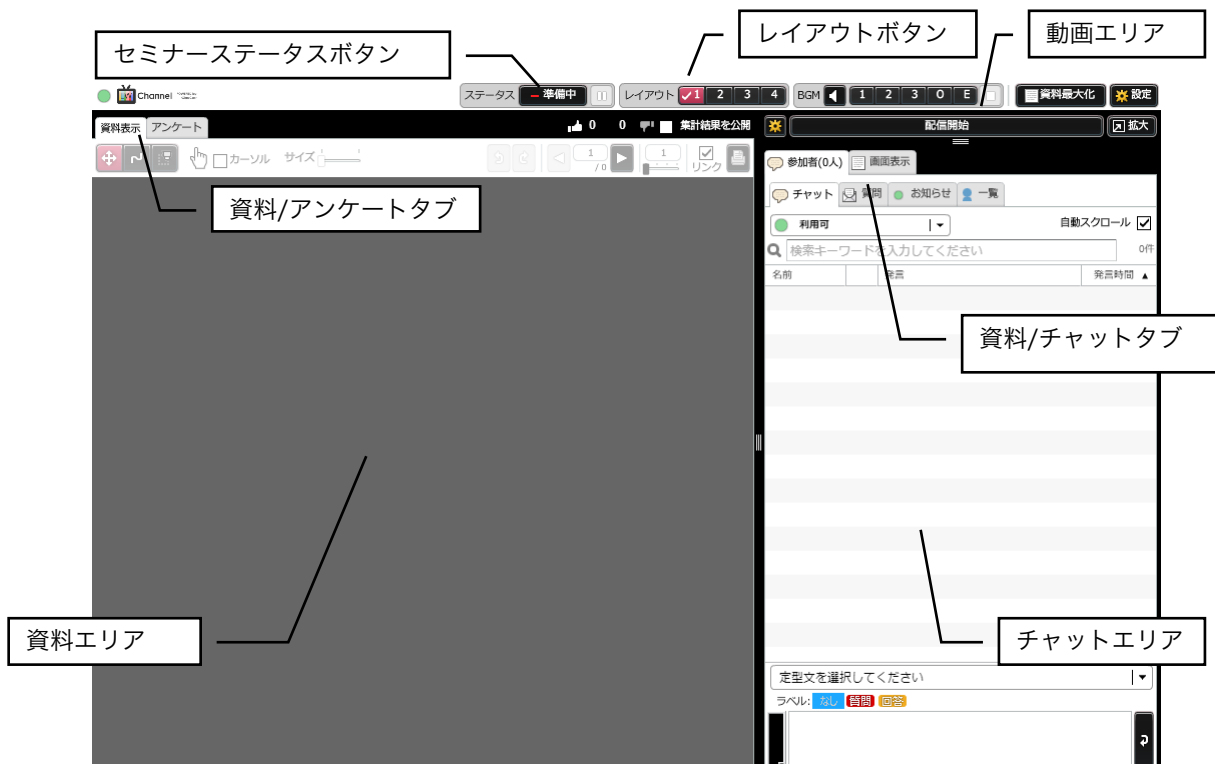 セミナーステータスボタン
レイアウトボタン
動画エリア
Channel
ステータス 準備中
レイアウト 1 2 3 4
BGM 1 2 3 O E
資料最大化
設定
資料表示 アンケート
0 0 集計結果を公開
配信開始
拡大
カーソル サイズ
1 / 0
1
リンク
参加者(0人) 画面表示
資料/アンケートタブ
チャット 質問 お知らせ 一覧
利用可
自動スクロール
検索キーワードを入力してください
0件
名前 発言 発言時間 ▲
資料/チャットタブ
資料エリア
チャットエリア
定型文を選択してください
ラベル: なし 質問 回答